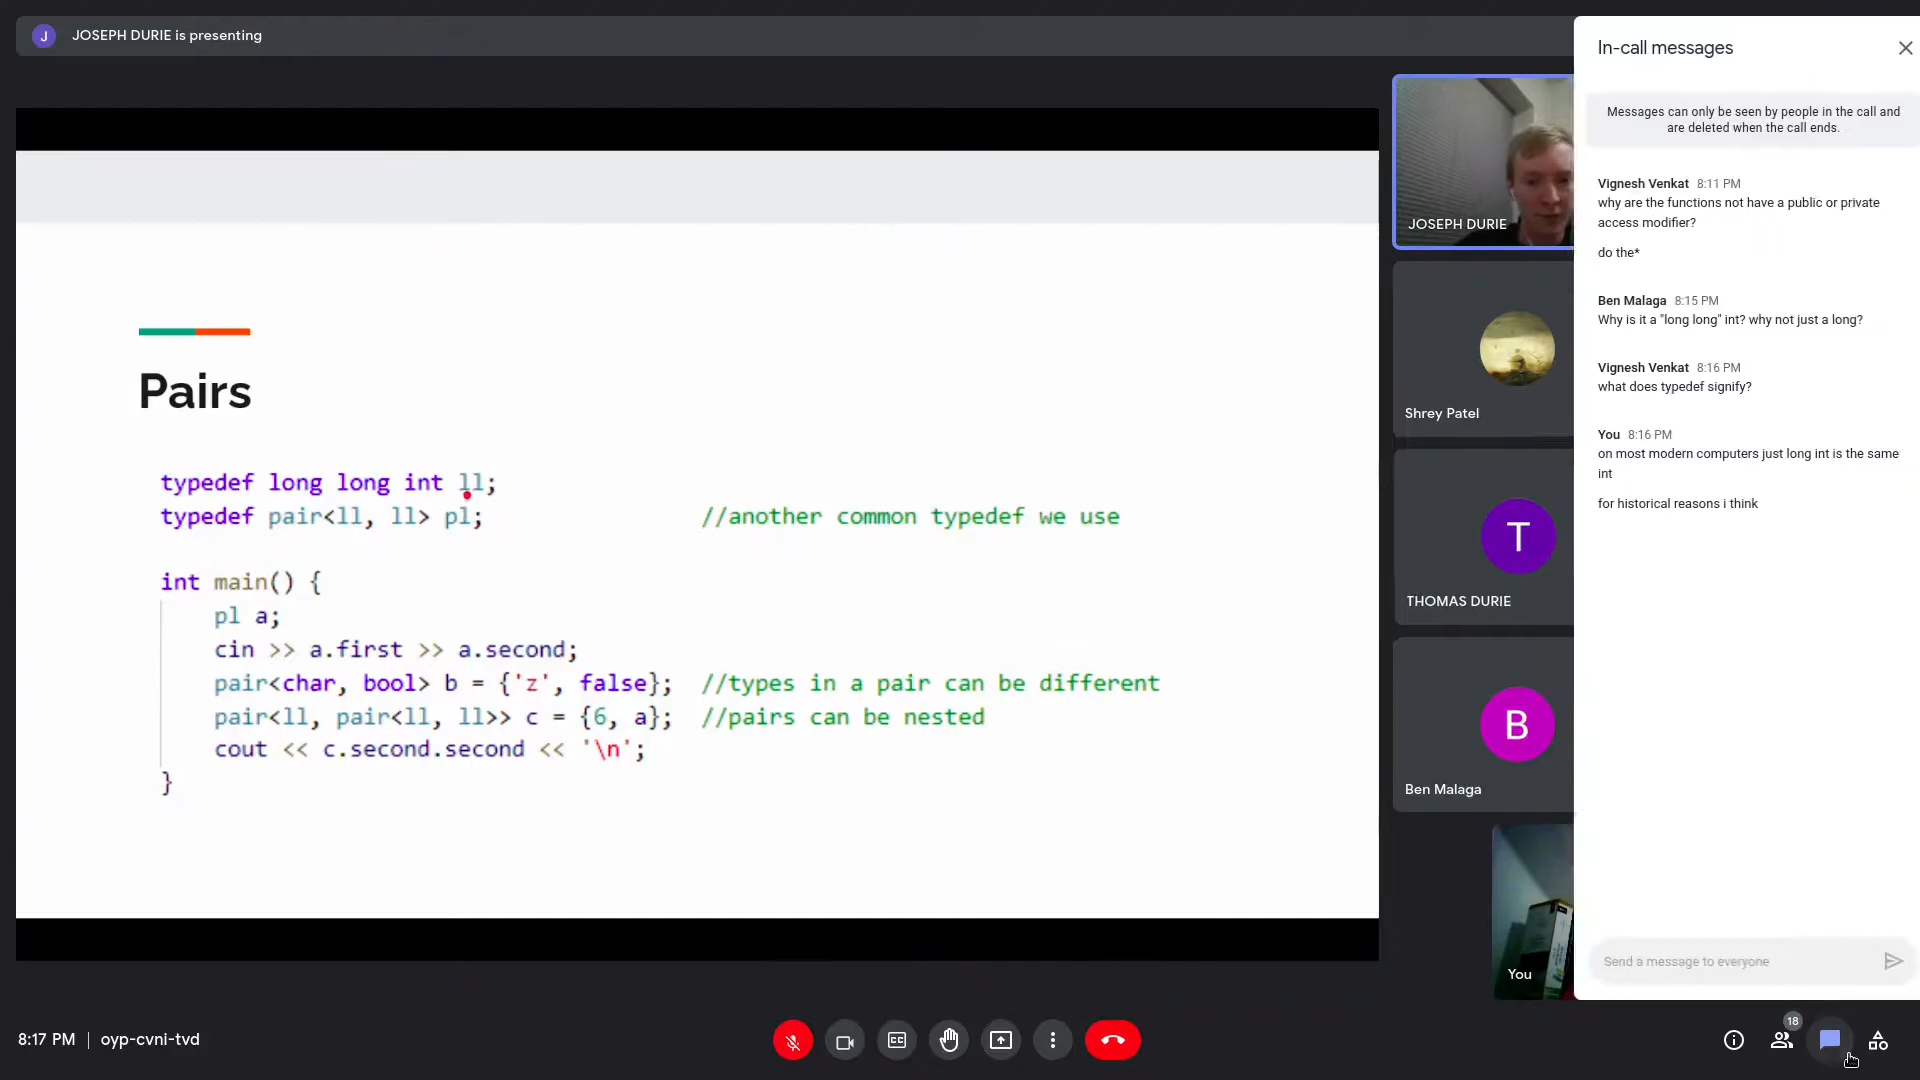 J JOSEPH DURIE is presenting
Pairs
typedef long long int ll;
typedef pair<ll, ll> pl; //another common typedef we use
int main() {
pl a;
cin >> a.first >> a.second;
pair<char, bool> b = {'z', false}; //types in a pair can be different
pair<ll, pair<ll, ll>> c = {6, a}; //pairs can be nested
cout << c.second.second << '\n';
}
JOSEPH DURIE
Shrey Patel
T
THOMAS DURIE
B
Ben Malaga
You
In-call messages
Messages can only be seen by people in the call and
are deleted when the call ends.
Vignesh Venkat 8:11 PM
why are the functions not have a public or private
access modifier?
do the*
Ben Malaga 8:15 PM
Why is it a "long long" int? why not just a long?
Vignesh Venkat 8:16 PM
what does typedef signify?
You 8:16 PM
on most modern computers just long int is the same
int
for historical reasons i think
Send a message to everyone
8:17 PM | oyp-cvni-tvd
18